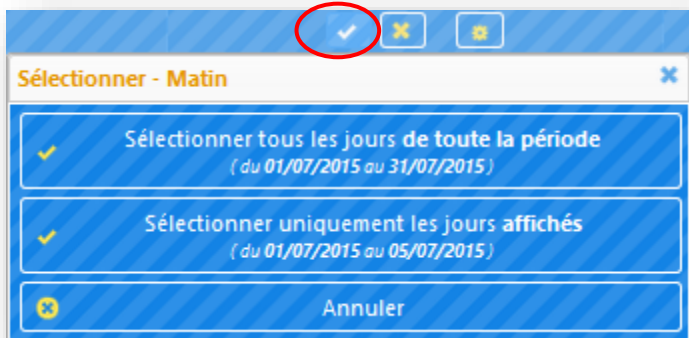 Sélectionner - Matin
Sélectionner tous les jours de toute la période
( du 01/07/2015 au 31/07/2015 )
Sélectionner uniquement les jours affichés
( du 01/07/2015 au 05/07/2015 )
Annuler